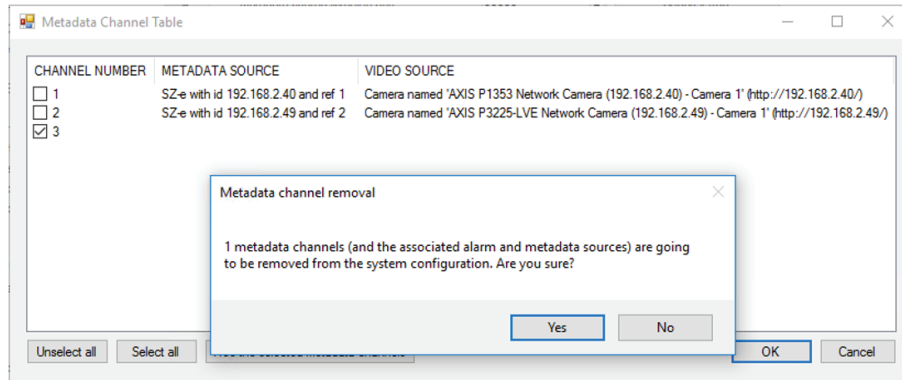 Metadata Channel Table
CHANNEL NUMBER METADATA SOURCE VIDEO SOURCE
1 SZ-e with id 192.168.2.40 and ref 1 Camera named 'AXIS P1353 Network Camera (192.168.2.40) - Camera 1' (http://192.168.2.40/)
2 SZ-e with id 192.168.2.49 and ref 2 Camera named 'AXIS P3225-LVE Network Camera (192.168.2.49) - Camera 1' (http://192.168.2.49/)
3
Metadata channel removal
1 metadata channels (and the associated alarm and metadata sources) are going
to be removed from the system configuration. Are you sure?
Yes No
Unselect all Select all OK Cancel